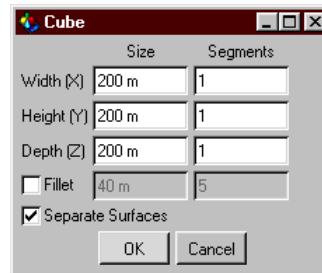 Cube
Size Segments
Width (X) 200 m 1
Height (Y) 200 m 1
Depth (Z) 200 m 1
Fillet 40 m 5
Separate Surfaces
OK Cancel